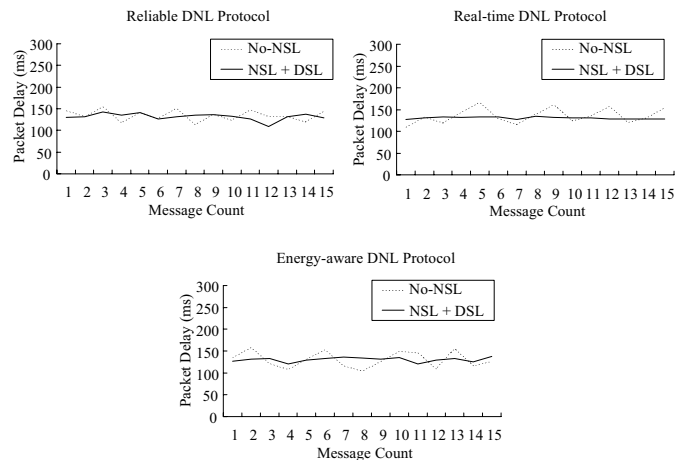 Reliable DNL Protocol
300
250
200
150
100
50
0
Packet Delay (ms)
No-NSL
NSL + DSL
1 2 3 4 5 6 7 8 9 10 11 12 13 14 15
Message Count
Real-time DNL Protocol
300
250
200
150
100
50
0
Packet Delay (ms)
No-NSL
NSL + DSL
1 2 3 4 5 6 7 8 9 10 11 12 13 14 15
Message Count
Energy-aware DNL Protocol
300
250
200
150
100
50
0
Packet Delay (ms)
No-NSL
NSL + DSL
1 2 3 4 5 6 7 8 9 10 11 12 13 14 15
Message Count